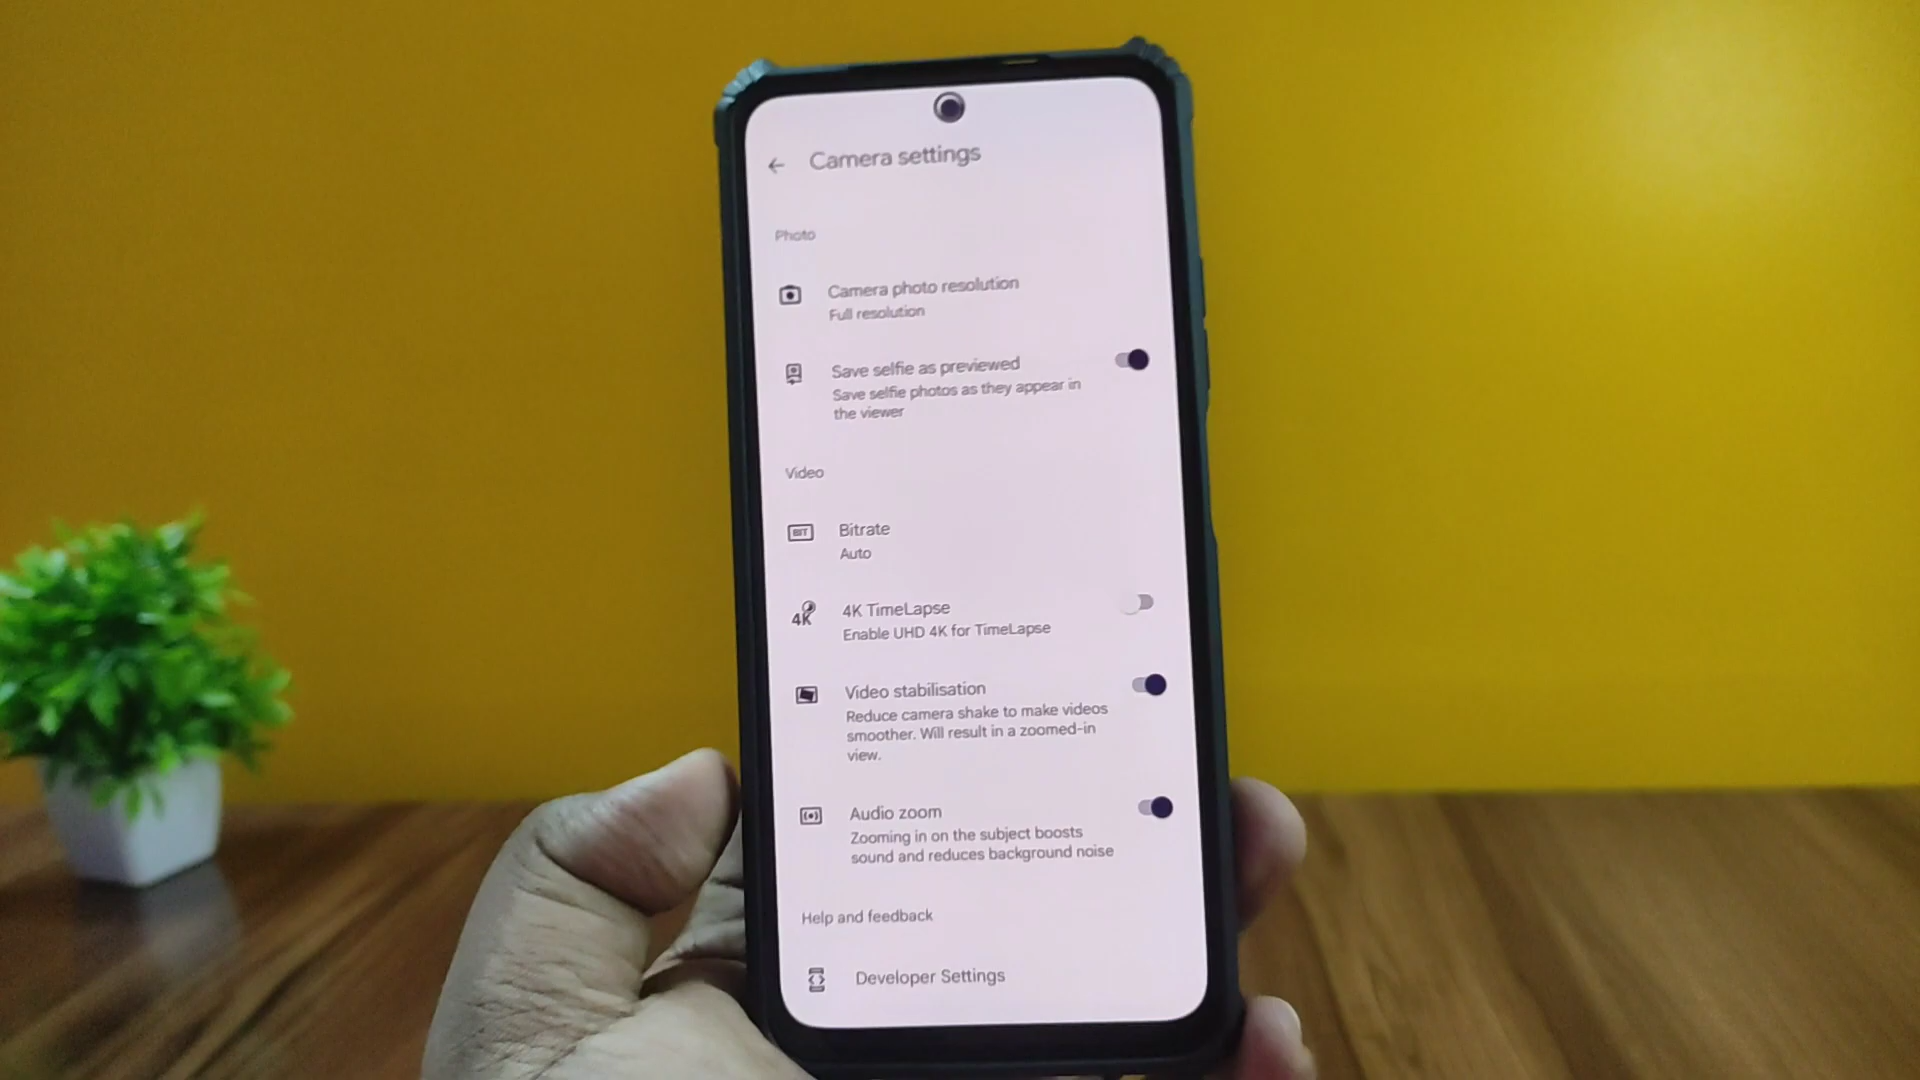 Camera settings
Photo
Camera photo resolution
Full resolution
Save selfie as previewed
Save selfie photos as they appear in
the viewer
Video
BIT
Bitrate
Auto
4K
4K TimeLapse
Enable UHD 4K for TimeLapse
Video stabilisation
Reduce camera shake to make videos
smoother. Will result in a zoomed-in
view.
Audio zoom
Zooming in on the subject boosts
sound and reduces background noise
Help and feedback
Developer Settings